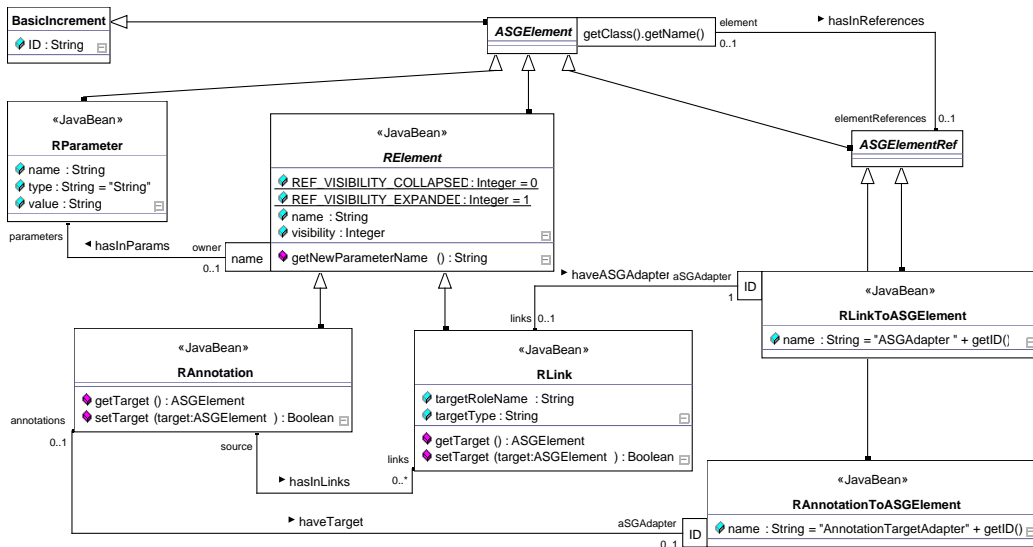 BasicIncrement
ID : String
ASGElement
getClass().getName()
element
0..1
hasInReferences
elementReferences
0..1
ASGElementRef
«JavaBean»
RParameter
name : String
type : String = "String"
value : String
«JavaBean»
RElement
REF_VISIBILITY_COLLAPSED : Integer = 0
REF_VISIBILITY_EXPANDED : Integer = 1
name : String
visibility : Integer
getNewParameterName () : String
parameters
hasInParams
owner
0..1
name
haveASGAdapter
aSGAdapter
1
ID
links
0..1
«JavaBean»
RLinkToASGElement
name : String = "ASGAdapter " + getID()
«JavaBean»
RAnnotation
getTarget () : ASGElement
setTarget (target:ASGElement ) : Boolean
«JavaBean»
RLink
targetRoleName : String
targetType : String
getTarget () : ASGElement
setTarget (target:ASGElement ) : Boolean
annotations
0..1
source
hasInLinks
links
0..*
haveTarget
aSGAdapter
0..1
ID
«JavaBean»
RAnnotationToASGElement
name : String = "AnnotationTargetAdapter" + getID()